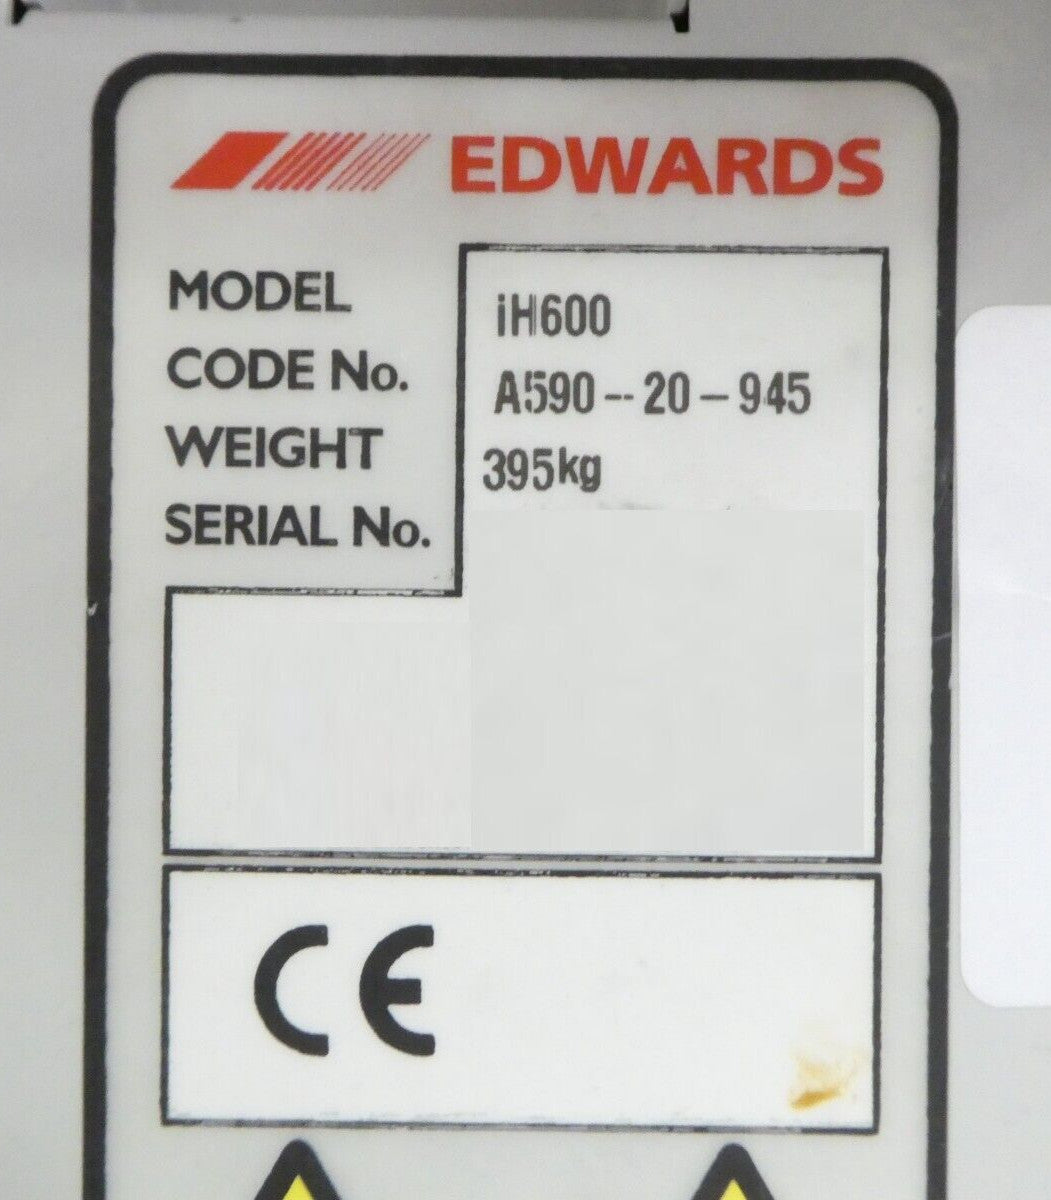 EDWARDS
MODEL iH600
CODE No. A590-20-945
WEIGHT 395kg
SERIAL No.
CE